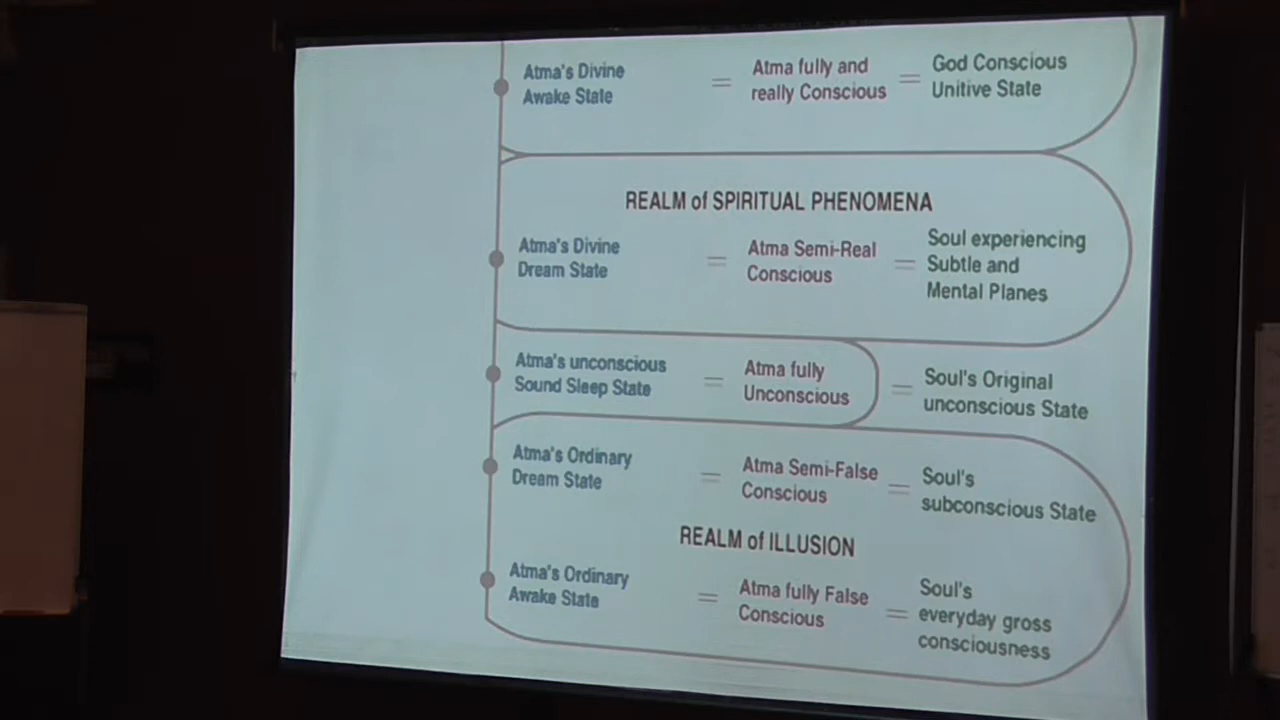 Atma's Divine
Awake State
=
Atma fully and
really Conscious
=
God Conscious
Unitive State
REALM of SPIRITUAL PHENOMENA
Atma's Divine
Dream State
=
Atma Semi-Real
Conscious
=
Soul experiencing
Subtle and
Mental Planes
Atma's unconscious
Sound Sleep State
=
Atma fully
Unconscious
=
Soul's Original
unconscious State
Atma's Ordinary
Dream State
=
Atma Semi-False
Conscious
=
Soul's
subconscious State
REALM of ILLUSION
Atma's Ordinary
Awake State
=
Atma fully False
Conscious
=
Soul's
everyday gross
consciousness